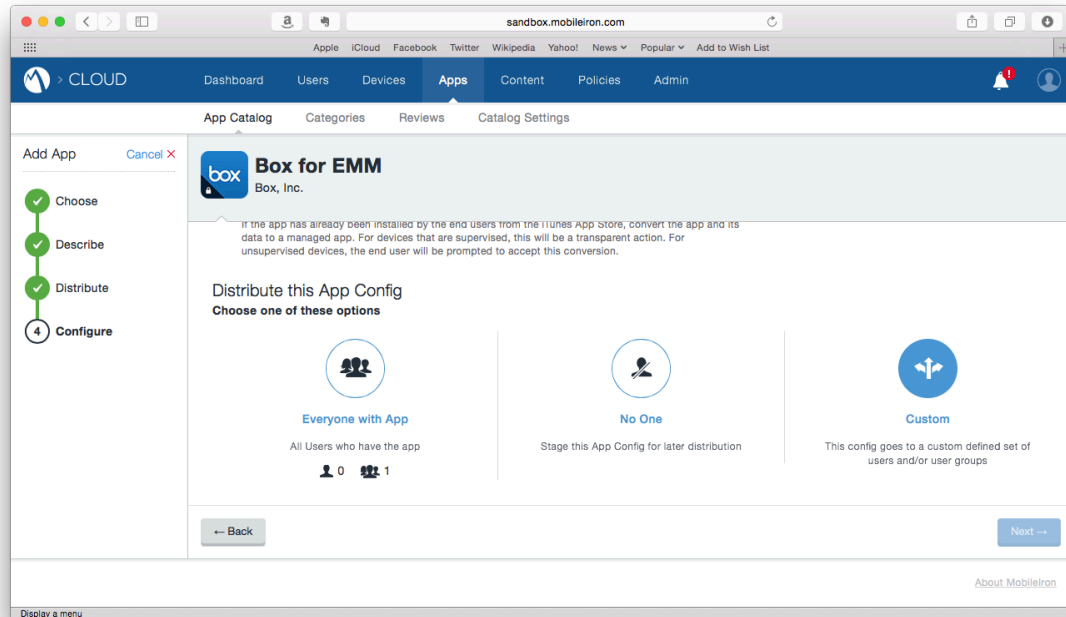 sandbox.mobileiron.com
Apple iCloud Facebook Twitter Wikipedia Yahoo! News Popular Add to Wish List
> CLOUD Dashboard Users Devices Apps Content Policies Admin !
App Catalog Categories Reviews Catalog Settings
Add App Cancel ×
Choose
Describe
Distribute
4 Configure
box
Box for EMM
Box, Inc.
If the app has already been installed by the end users from the iTunes App Store, convert the app and its
data to a managed app. For devices that are supervised, this will be a transparent action. For
unsupervised devices, the end user will be prompted to accept this conversion.
Distribute this App Config
Choose one of these options
Everyone with App
All Users who have the app
0 1
No One
Stage this App Config for later distribution
Custom
This config goes to a custom defined set of
users and/or user groups
← Back
Next →
About MobileIron
Display a menu